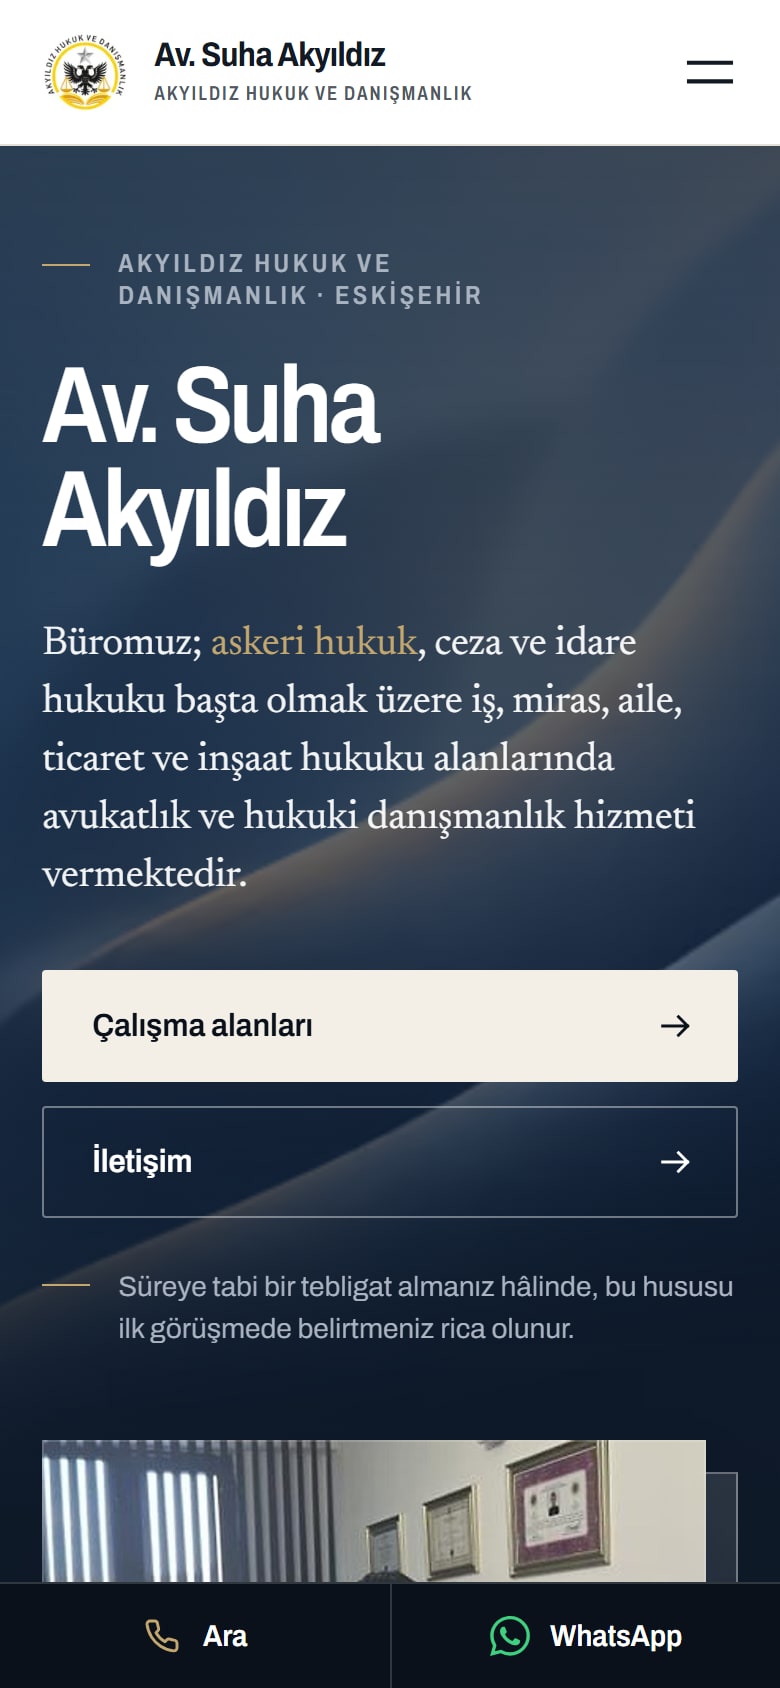 AKYILDIZ HUKUK VE DANIŞMANLIK
Av. Suha Akyıldız
AKYILDIZ HUKUK VE DANIŞMANLIK
AKYILDIZ HUKUK VE
DANIŞMANLIK · ESKİŞEHİR
Av. Suha
Akyıldız
Büromuz; askeri hukuk, ceza ve idare
hukuku başta olmak üzere iş, miras, aile,
ticaret ve inşaat hukuku alanlarında
avukatlık ve hukuki danışmanlık hizmeti
vermektedir.
Çalışma alanları
İletişim
Süreye tabi bir tebligat almanız hâlinde, bu hususu
ilk görüşmede belirtmeniz rica olunur.
Ara
WhatsApp